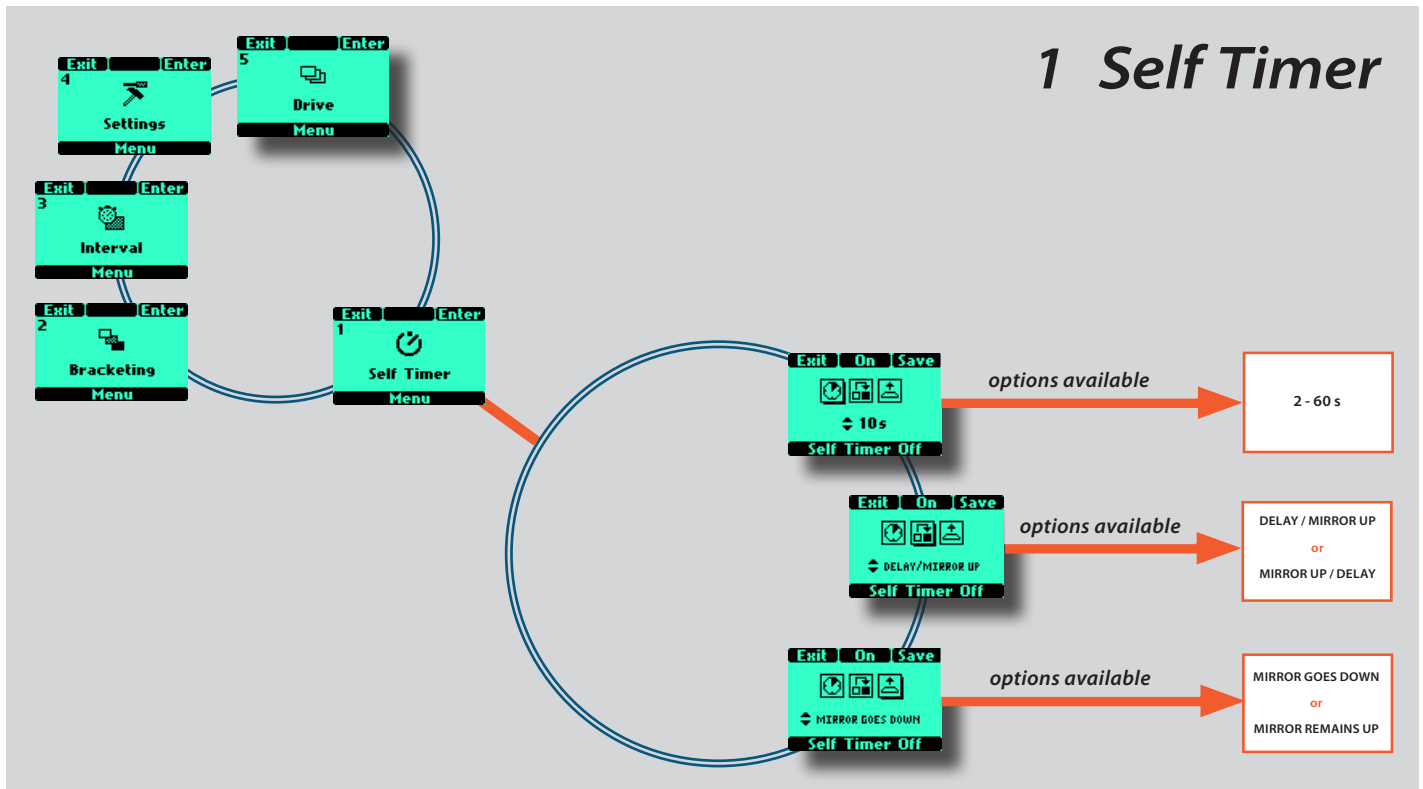 1 Self Timer
Exit Enter
5
Drive
Menu
Exit Enter
4
Settings
Menu
Exit Enter
3
Interval
Menu
Exit Enter
2
Bracketing
Menu
Exit Enter
1
Self Timer
Menu
Exit On Save
10s
Self Timer Off
options available
2 - 60 s
Exit On Save
DELAY/MIRROR UP
Self Timer Off
options available
DELAY / MIRROR UP
or
MIRROR UP / DELAY
Exit On Save
MIRROR GOES DOWN
Self Timer Off
options available
MIRROR GOES DOWN
or
MIRROR REMAINS UP